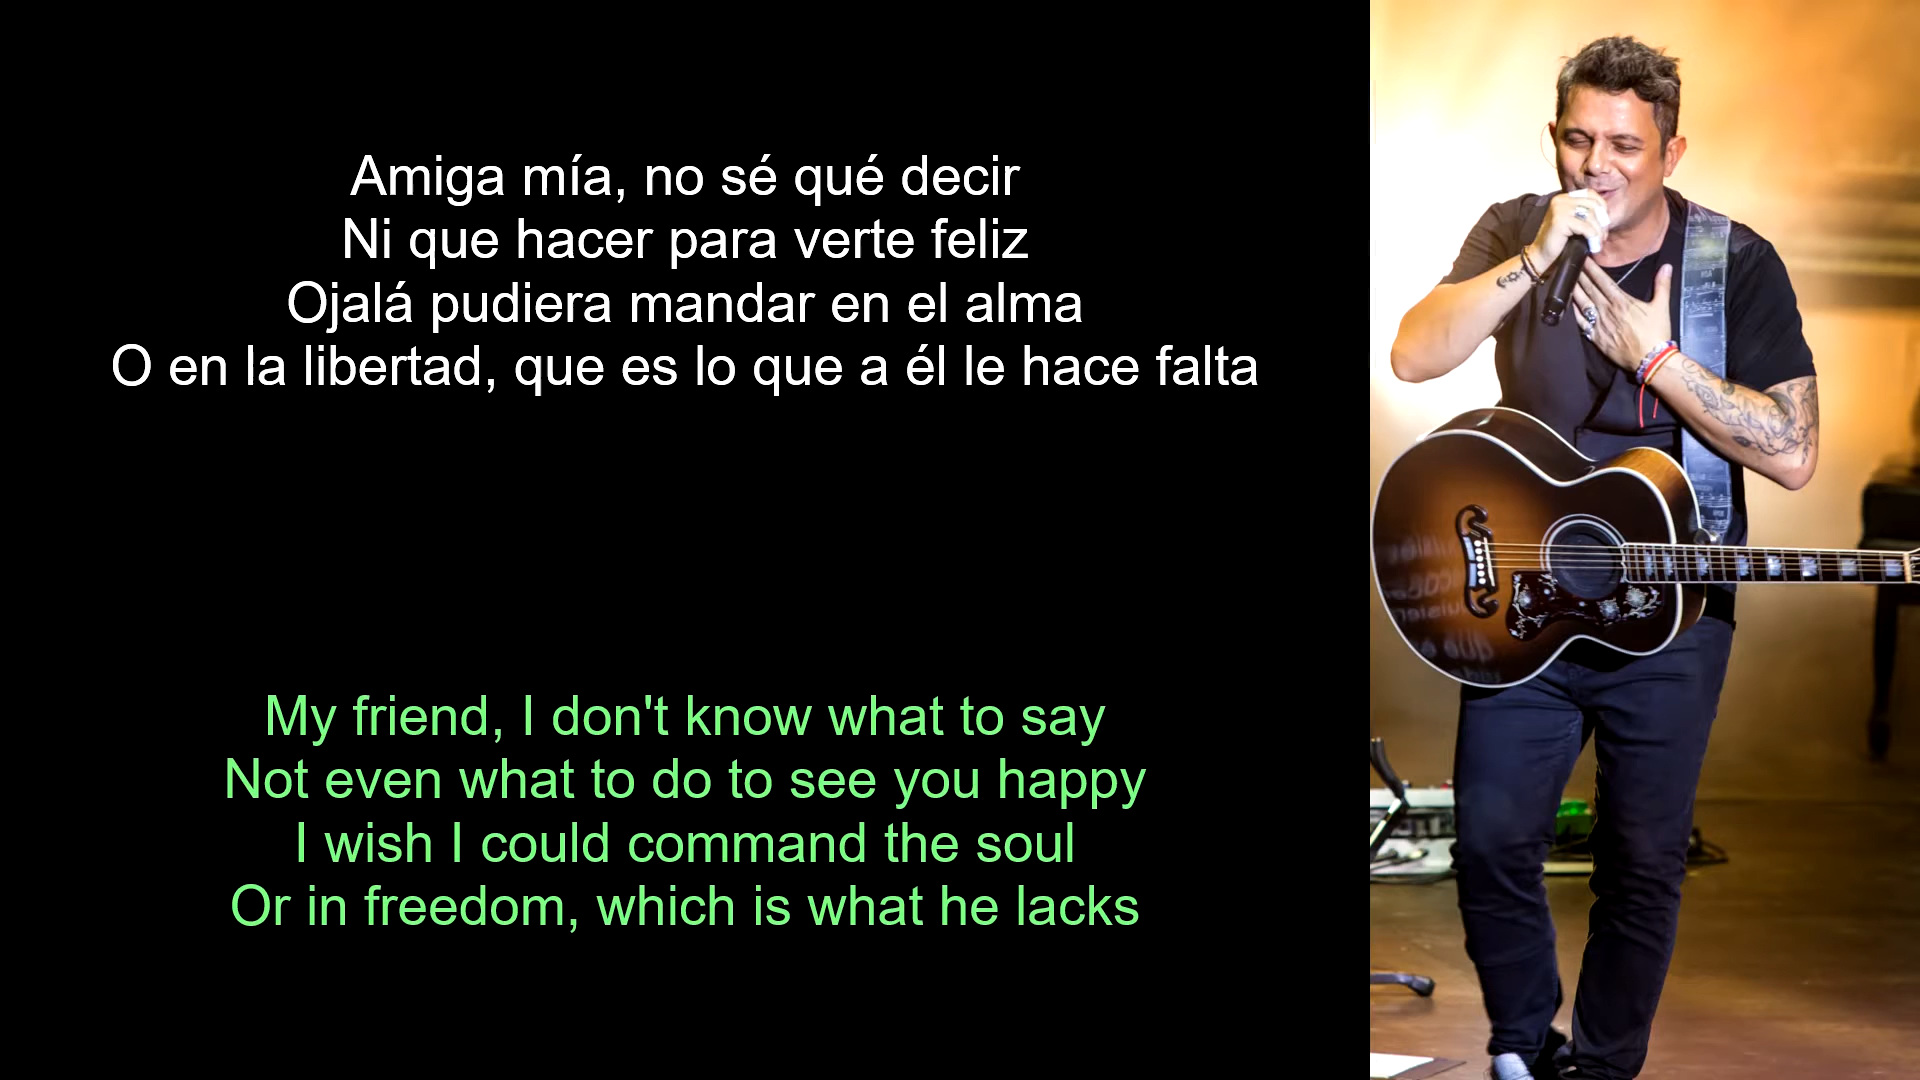 Amiga mía, no sé qué decir
Ni que hacer para verte feliz
Ojalá pudiera mandar en el alma
O en la libertad, que es lo que a él le hace falta
My friend, I don't know what to say
Not even what to do to see you happy
I wish I could command the soul
Or in freedom, which is what he lacks